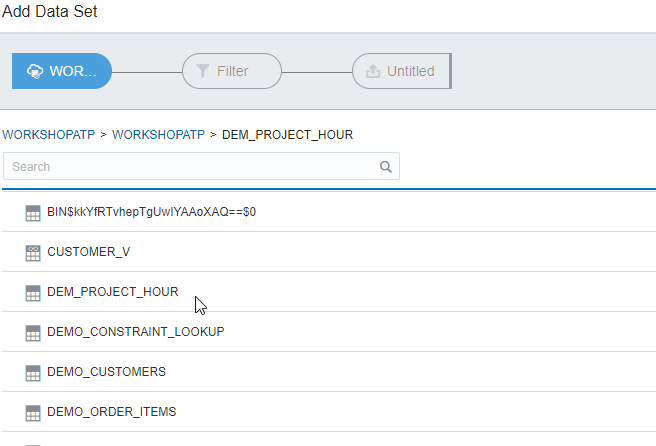 Add Data Set
WOR...
Filter
Untitled
WORKSHOPATP > WORKSHOPATP > DEM_PROJECT_HOUR
Search
BIN$kkYfRTvhepTgUwIYAAoXAQ==$0
CUSTOMER_V
DEM_PROJECT_HOUR
DEMO_CONSTRAINT_LOOKUP
DEMO_CUSTOMERS
DEMO_ORDER_ITEMS